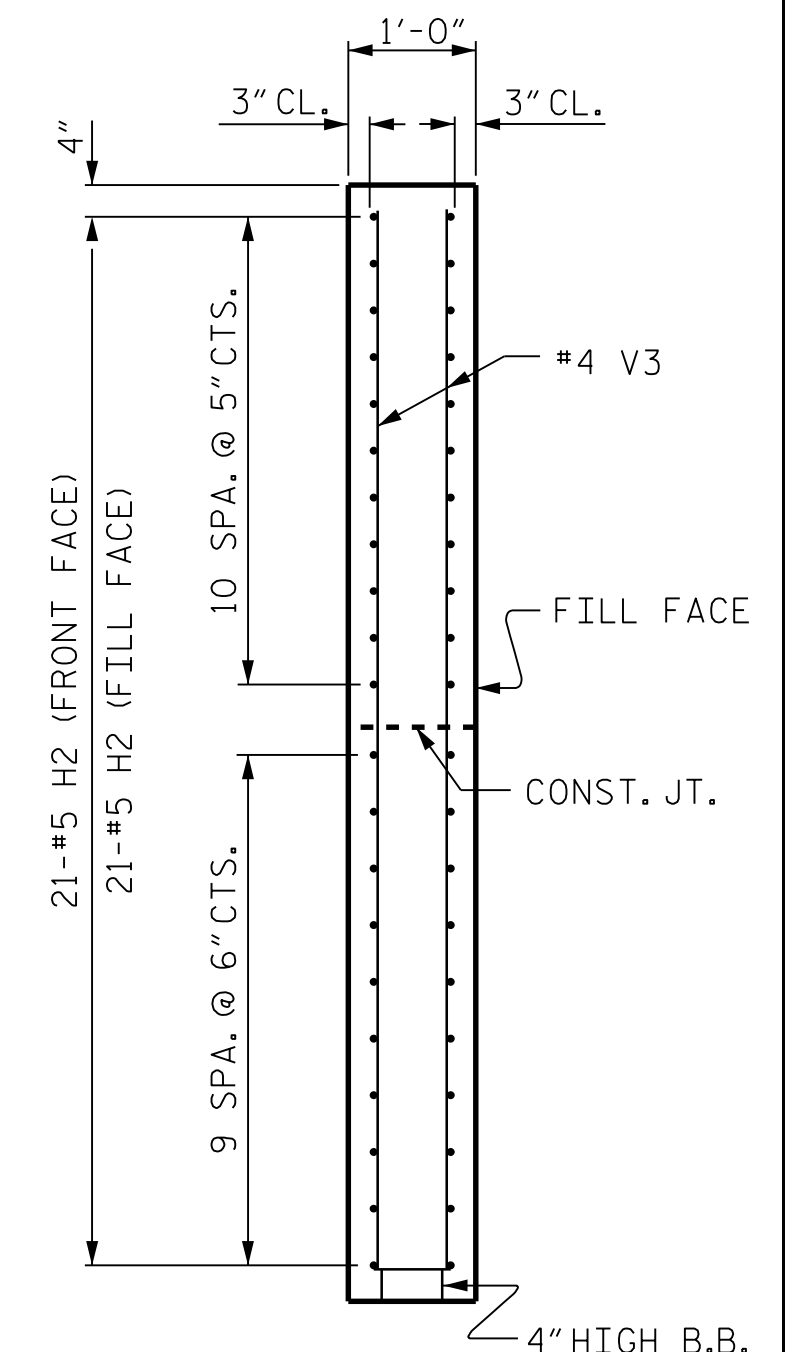 1'-0"
3" CL.
3" CL.
4"
#4 V3
10 SPA. @ 5" CTS.
21-#5 H2 (FRONT FACE)
21-#5 H2 (FILL FACE)
FILL FACE
CONST. JT.
9 SPA. @ 6" CTS.
4" HIGH B.B.